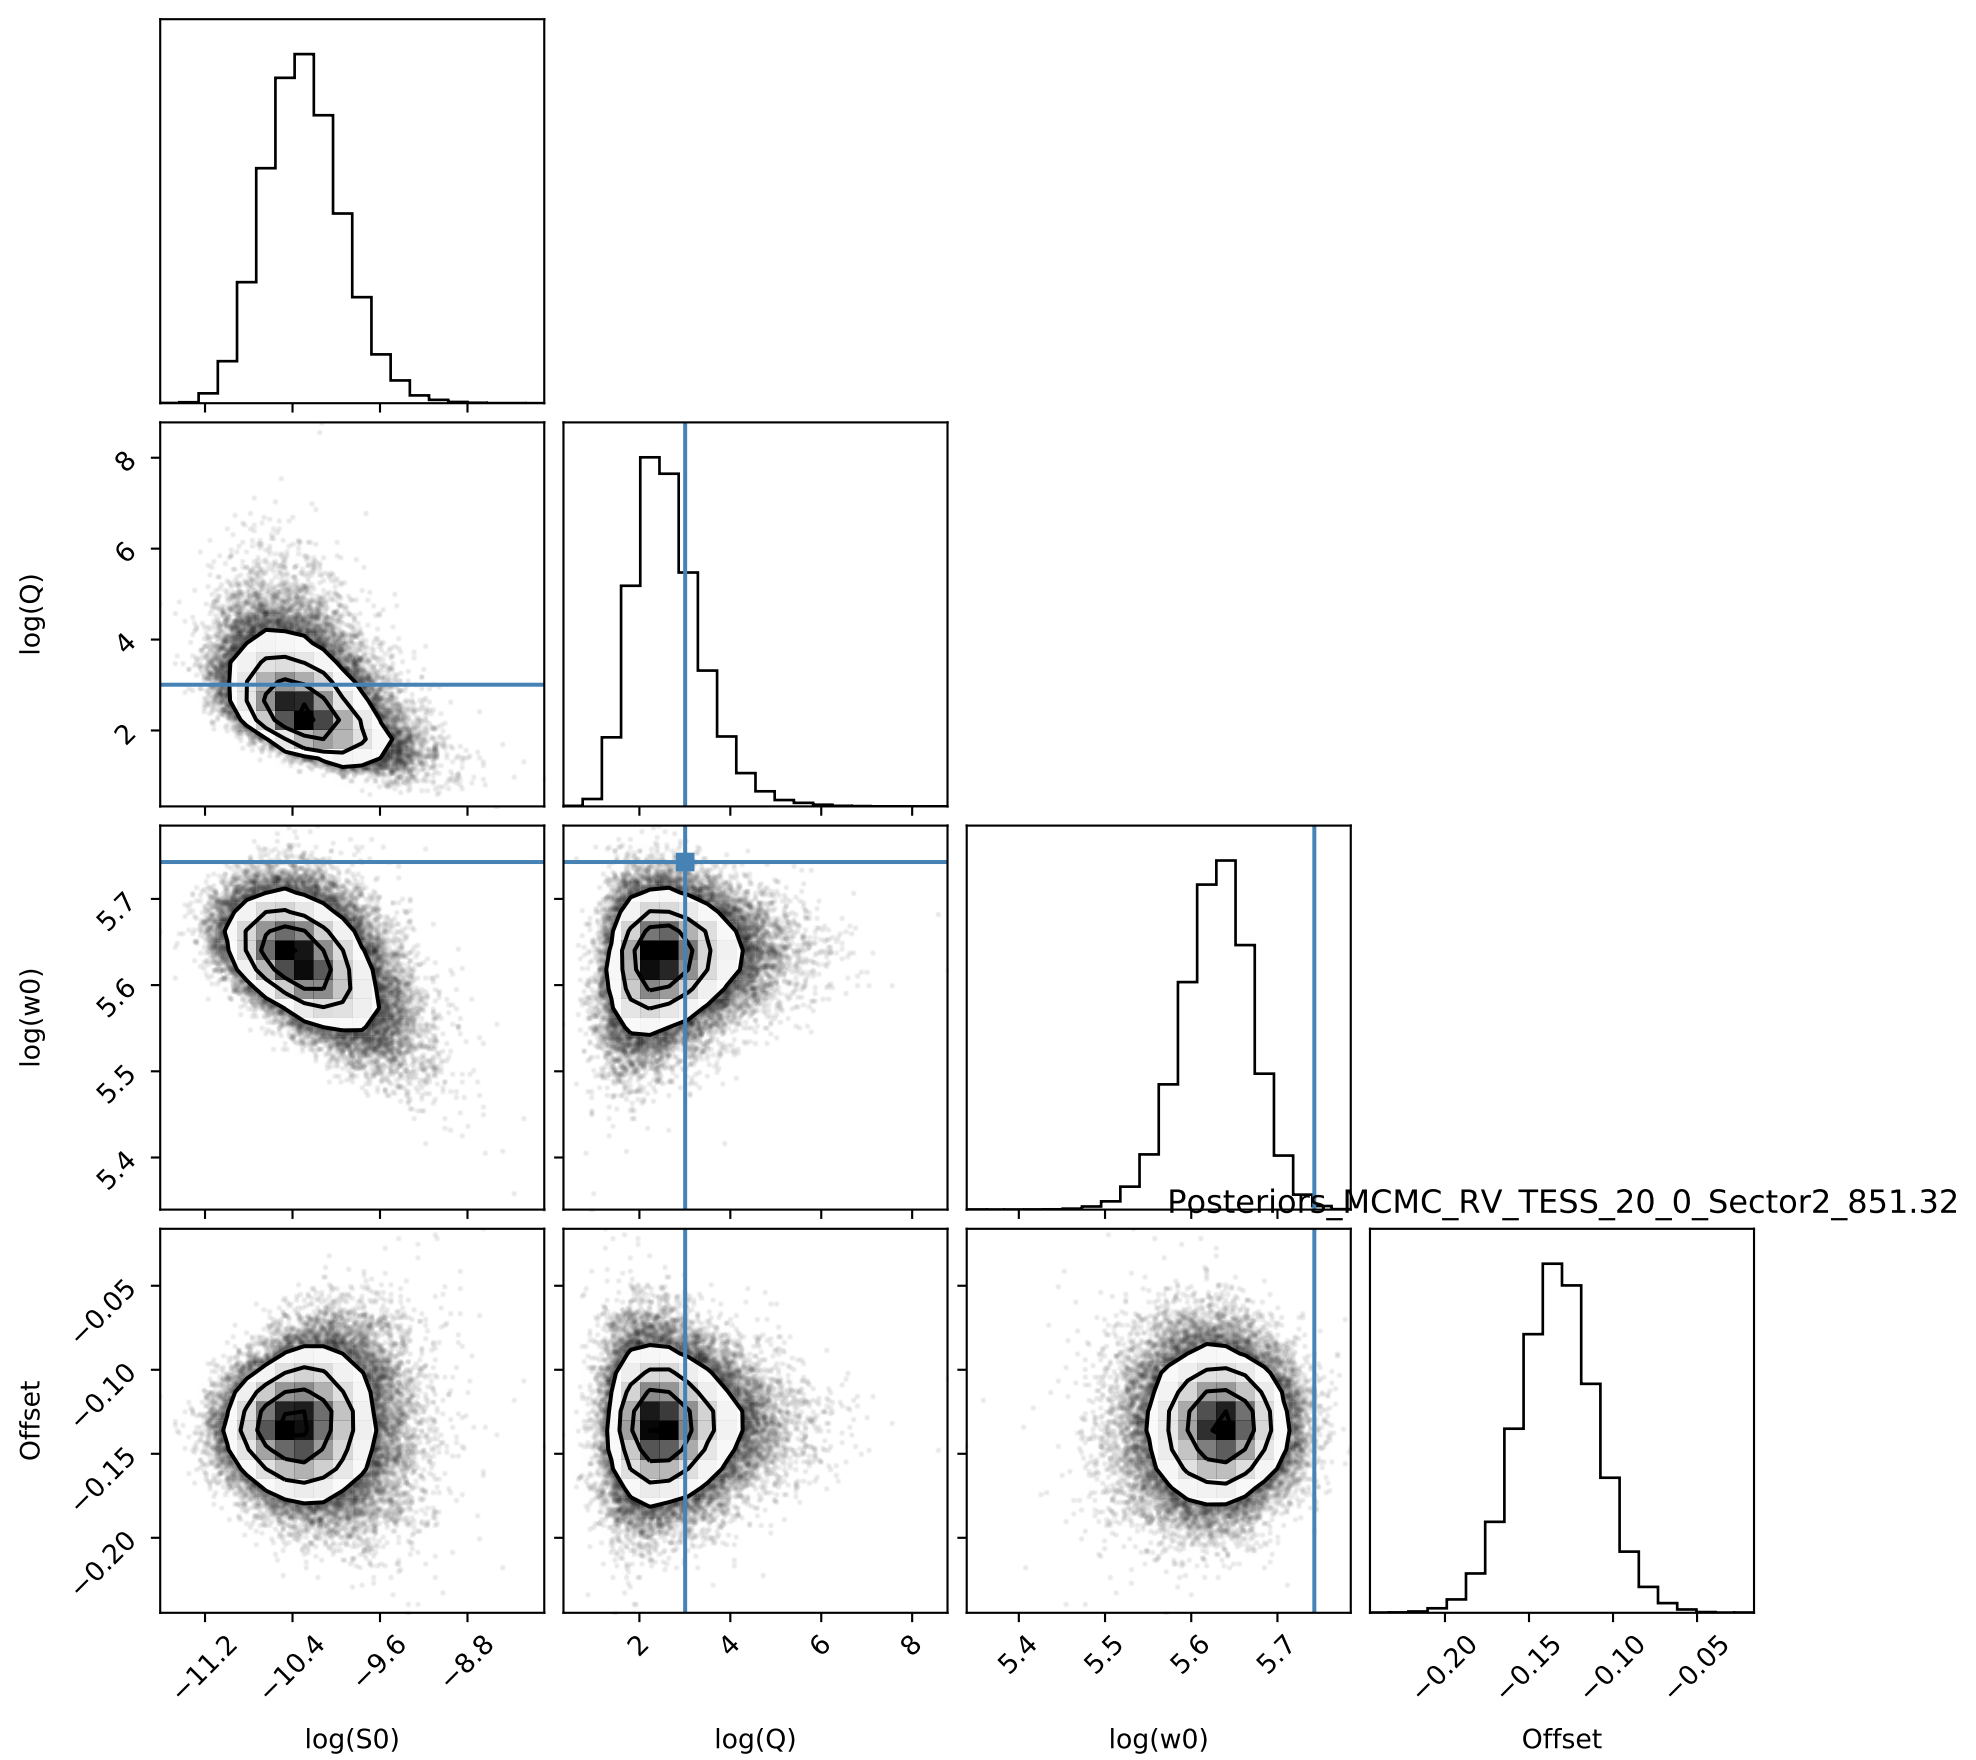 8
6
4
2
log(Q)
5.7
5.6
5.5
5.4
log(w0)
Posteriors_MCMC_RV_TESS_20_0_Sector2_851.32
−0.05
−0.10
−0.15
−0.20
Offset
−11.2 −10.4 −9.6 −8.8 2 4 6 8 5.4 5.5 5.6 5.7 −0.20 −0.15 −0.10 −0.05
log(S0) log(Q) log(w0) Offset